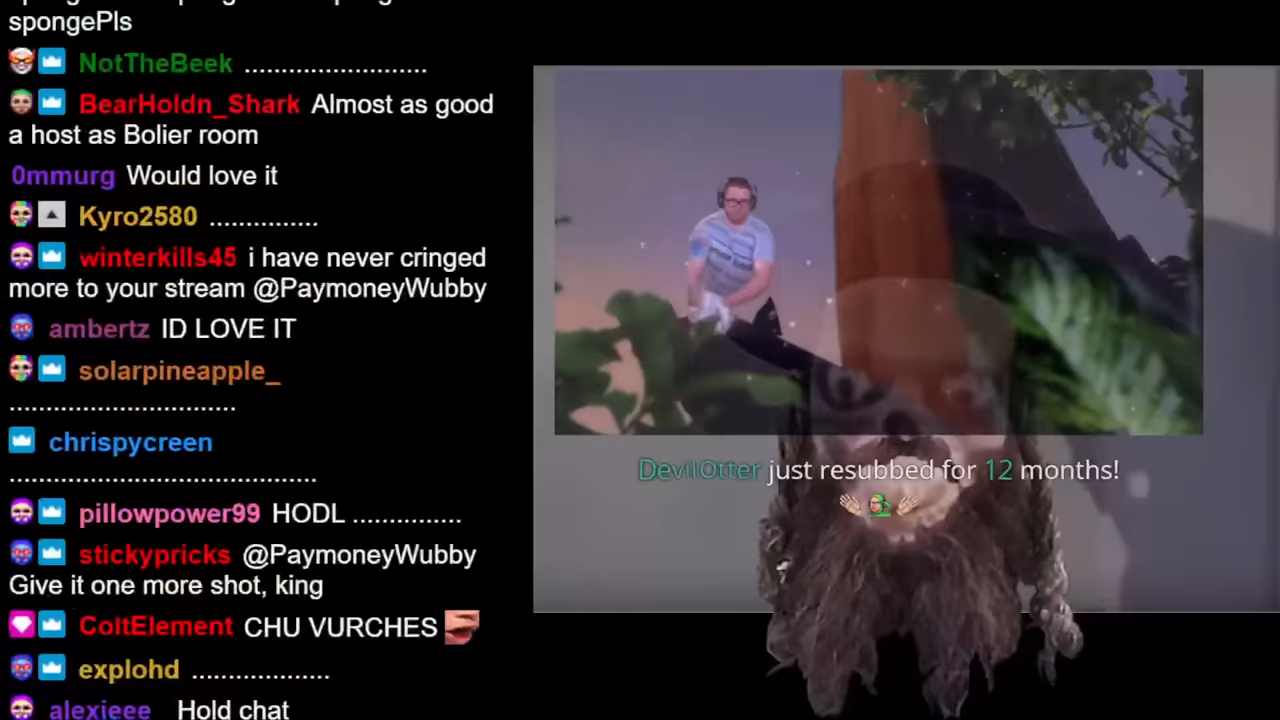 spongePls
NotTheBeek .........................
BearHoldn_Shark Almost as good
a host as Bolier room
0mmurg Would love it
Kyro2580 ...............
winterkills45 i have never cringed
more to your stream @PaymoneyWubby
ambertz ID LOVE IT
solarpineapple_
...............................
chrispycreen
..........................................
pillowpower99 HODL ...............
stickypricks @PaymoneyWubby
Give it one more shot, king
ColtElement CHU VURCHES
explohd ...................
alexieee Hold chat
DevilOtter just resubbed for 12 months!